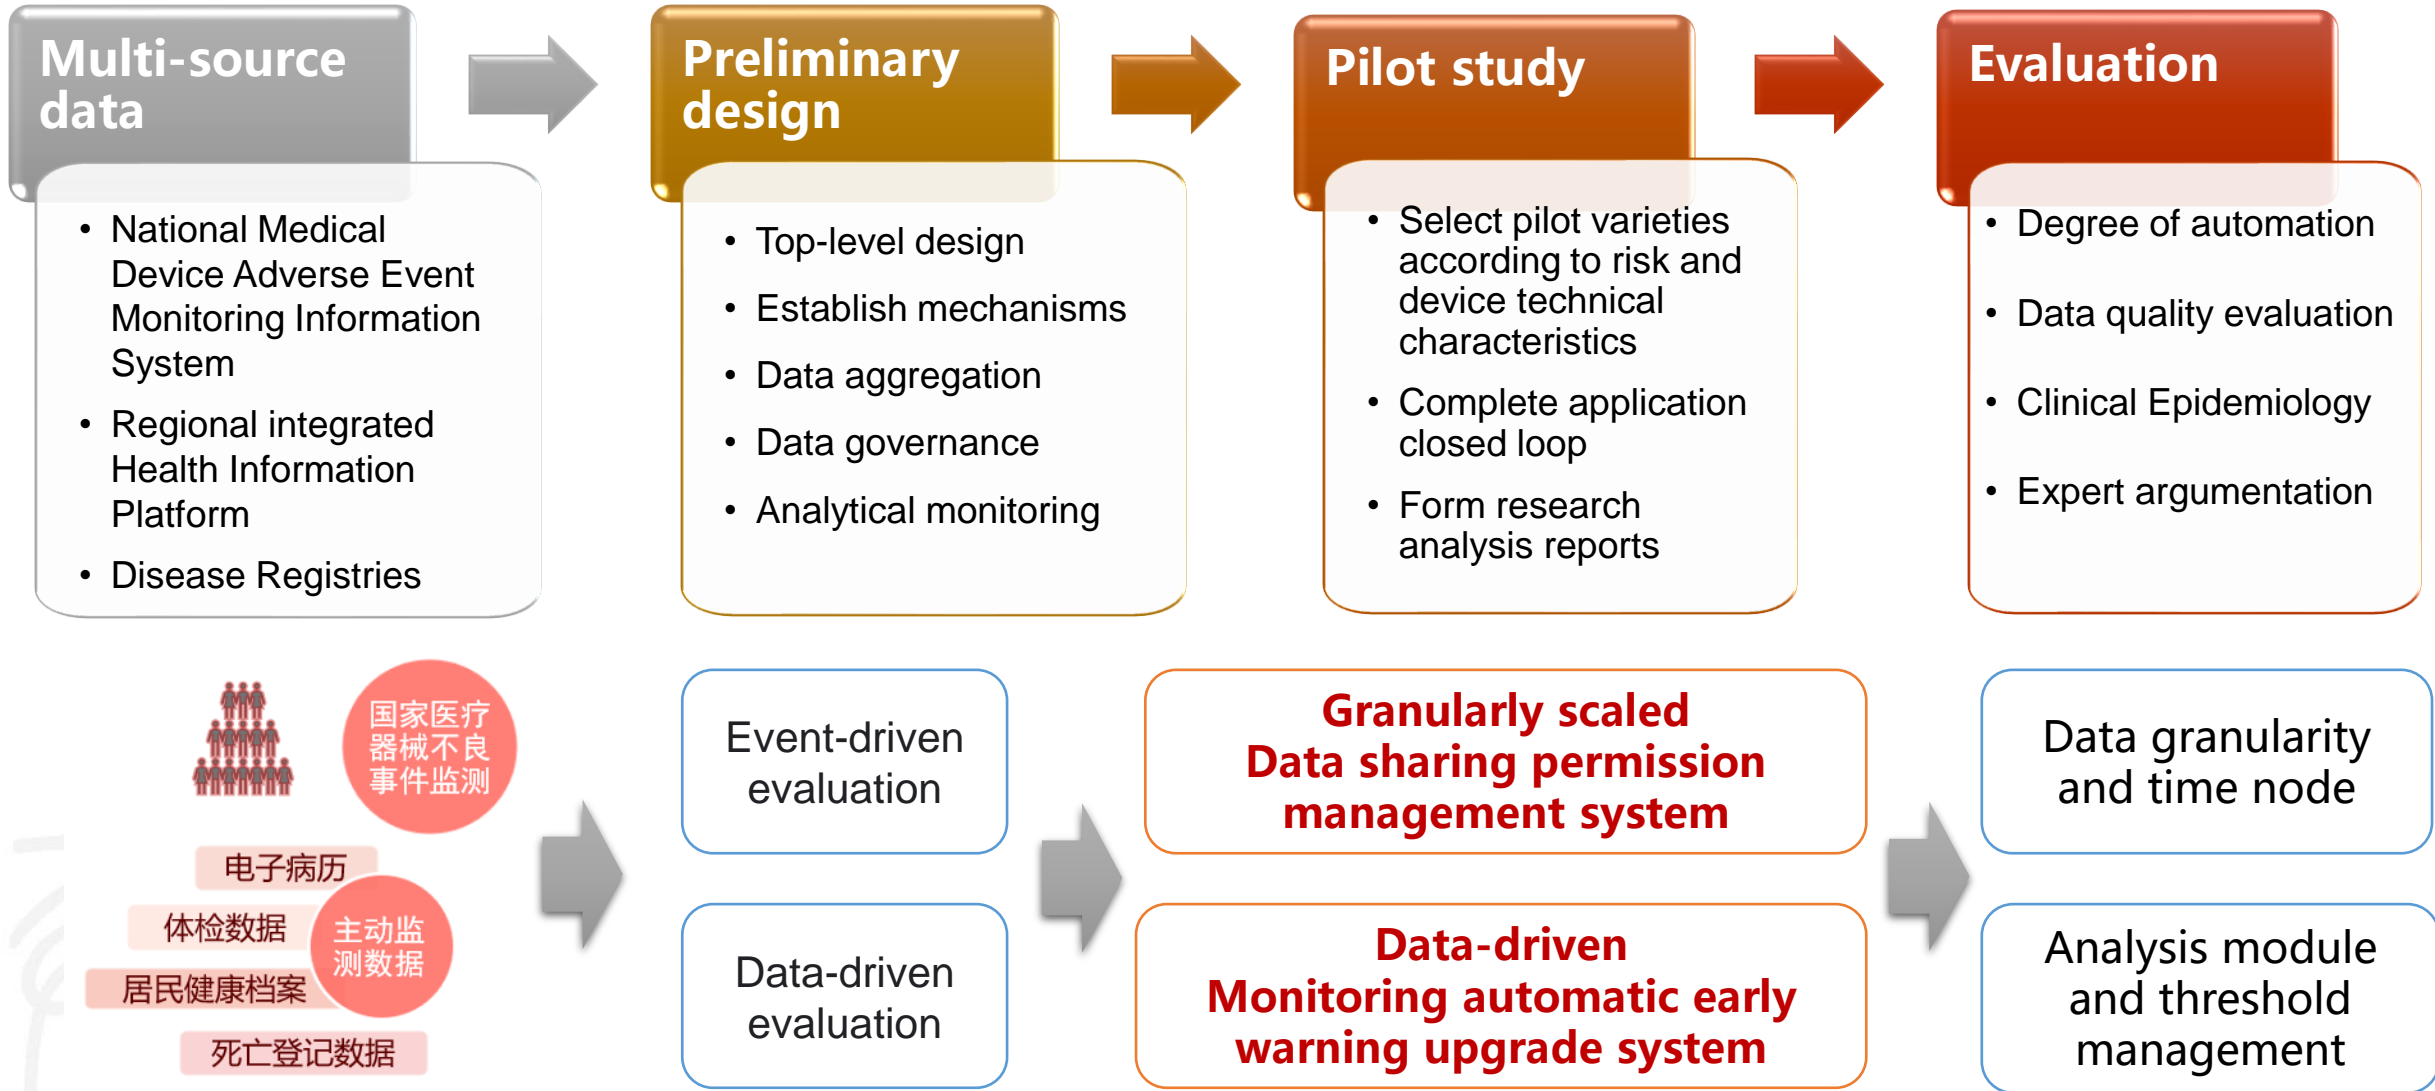 Multi-source
data
• National Medical
Device Adverse Event
Monitoring Information
System
• Regional integrated
Health Information
Platform
• Disease Registries
Preliminary
design
• Top-level design
• Establish mechanisms
• Data aggregation
• Data governance
• Analytical monitoring
Pilot study
• Select pilot varieties
according to risk and
device technical
characteristics
• Complete application
closed loop
• Form research
analysis reports
Evaluation
• Degree of automation
• Data quality evaluation
• Clinical Epidemiology
• Expert argumentation
国家医疗
器械不良
事件监测
电子病历
体检数据
居民健康档案
死亡登记数据
主动监
测数据
Event-driven
evaluation
Data-driven
evaluation
Granularly scaled
Data sharing permission
management system
Data-driven
Monitoring automatic early
warning upgrade system
Data granularity
and time node
Analysis module
and threshold
management